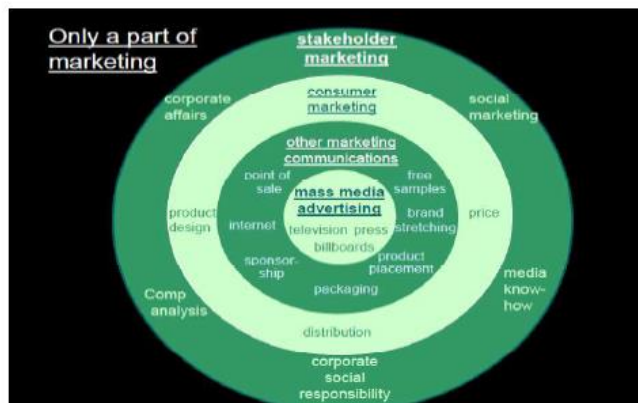 Only a part of
marketing
stakeholder
marketing
corporate
affairs
consumer
marketing
social
marketing
other marketing
communications
point of
sale
free
samples
mass media
advertising
product
design
internet
television press
billboards
brand
stretching
price
sponsor-
ship
product
placement
packaging
Comp
analysis
media
know-
how
distribution
corporate
social
responsibility